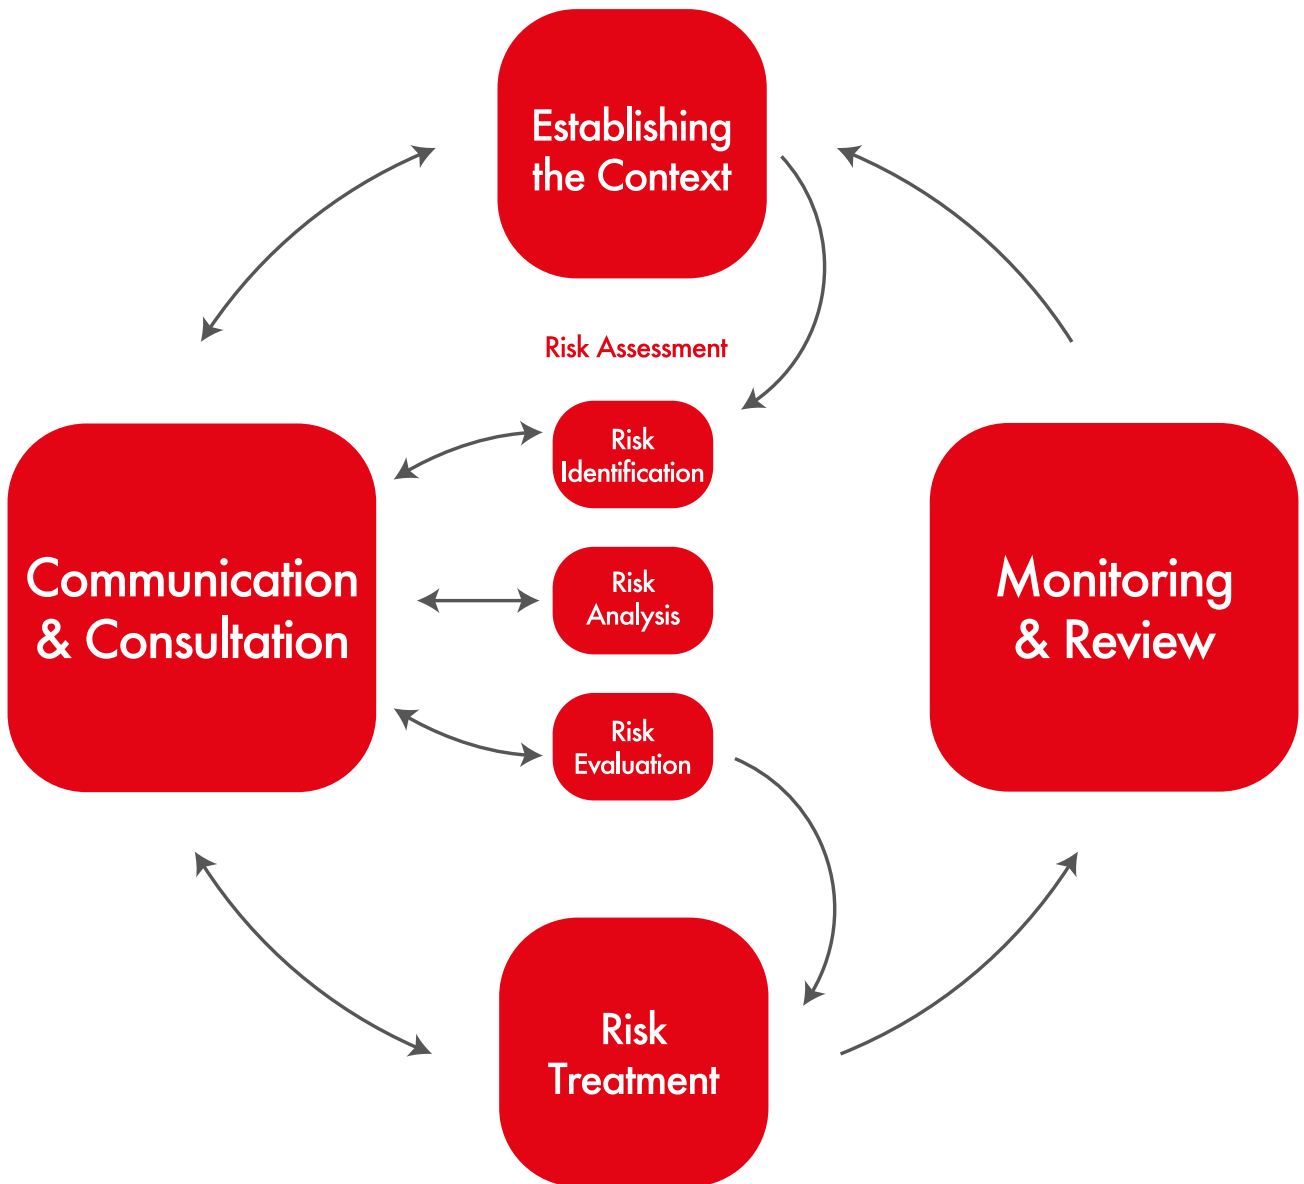 Establishing
the Context
Risk Assessment
Risk
Identification
Communication
& Consultation
Risk
Analysis
Monitoring
& Review
Risk
Evaluation
Risk
Treatment